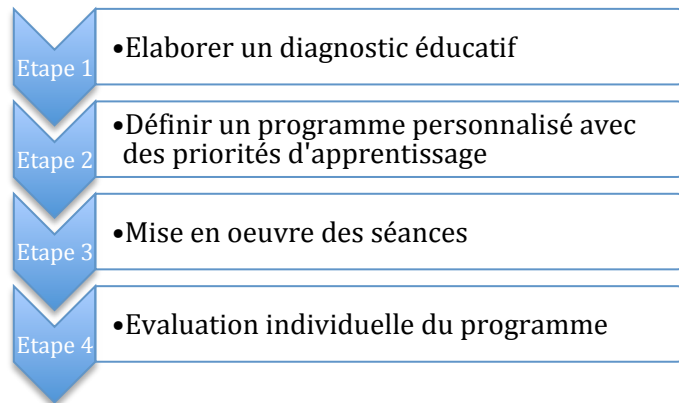 Etape 1
•Elaborer un diagnostic éducatif
Etape 2
•Définir un programme personnalisé avec
des priorités d'apprentissage
Etape 3
•Mise en oeuvre des séances
Etape 4
•Evaluation individuelle du programme